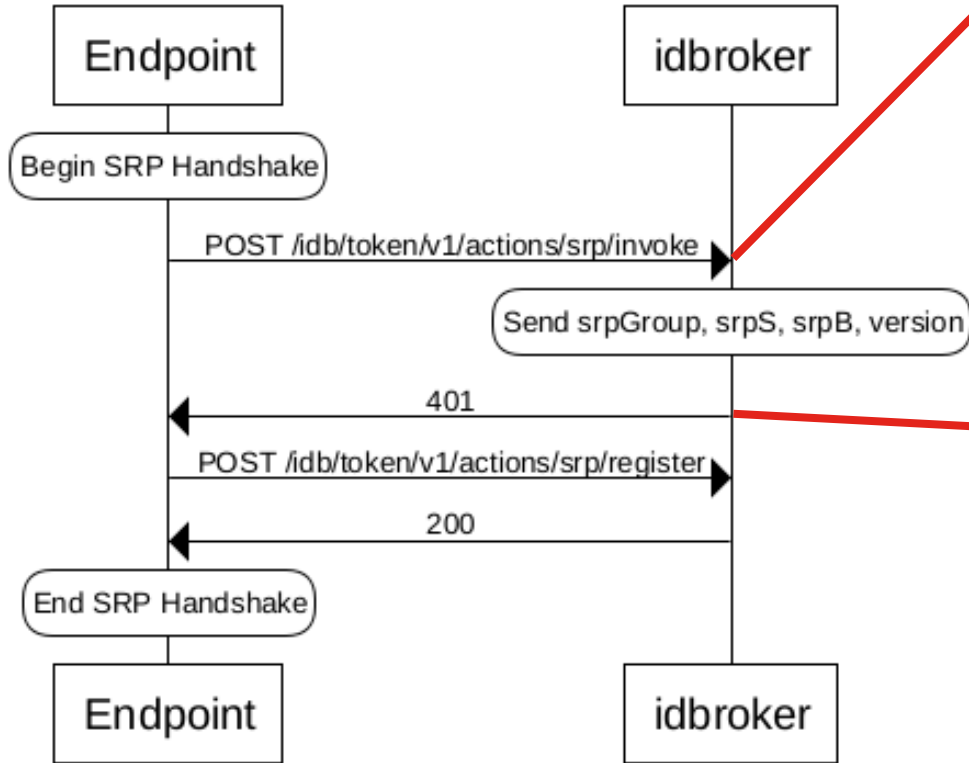 Endpoint
idbroker
Begin SRP Handshake
POST /idb/token/v1/actions/srp/invoke
Send srpGroup, srpS, srpB, version
401
POST /idb/token/v1/actions/srp/register
200
End SRP Handshake
Endpoint
idbroker